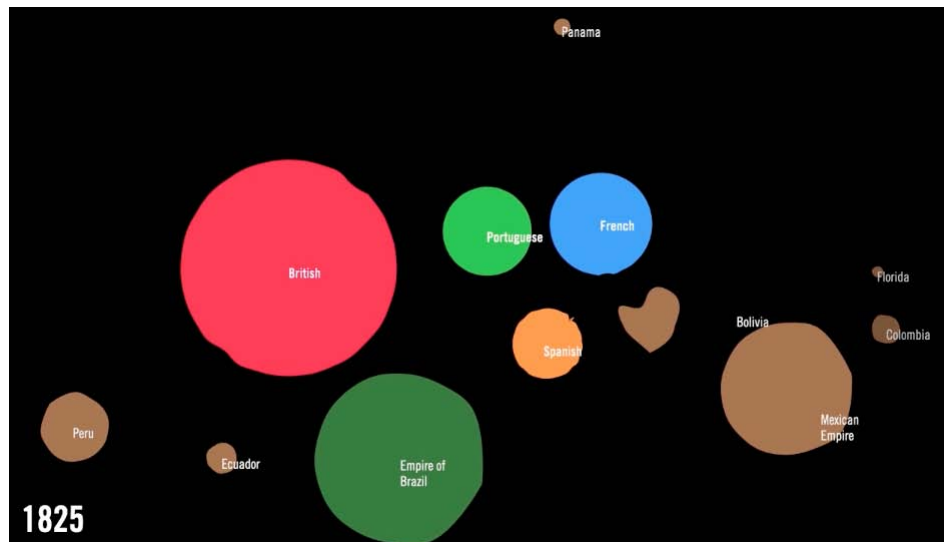 Panama
Portuguese
French
British
Florida
Bolivia
Colombia
Spanish
Mexican
Empire
Peru
Ecuador
Empire of
Brazil
1825